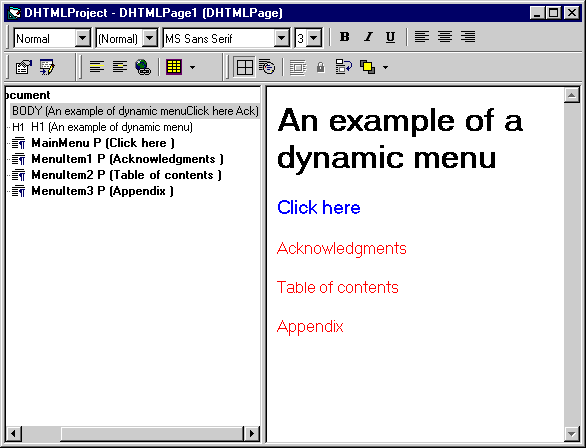 DHTMLProject - DHTMLPage1 (DHTMLPage)
Normal (Normal) MS Sans Serif 3 B I U
ocument
BODY (An example of dynamic menuClick here Ack)
H1 H1 (An example of dynamic menu)
MainMenu P (Click here )
MenuItem1 P (Acknowledgments )
MenuItem2 P (Table of contents )
MenuItem3 P (Appendix )
An example of a
dynamic menu
Click here
Acknowledgments
Table of contents
Appendix